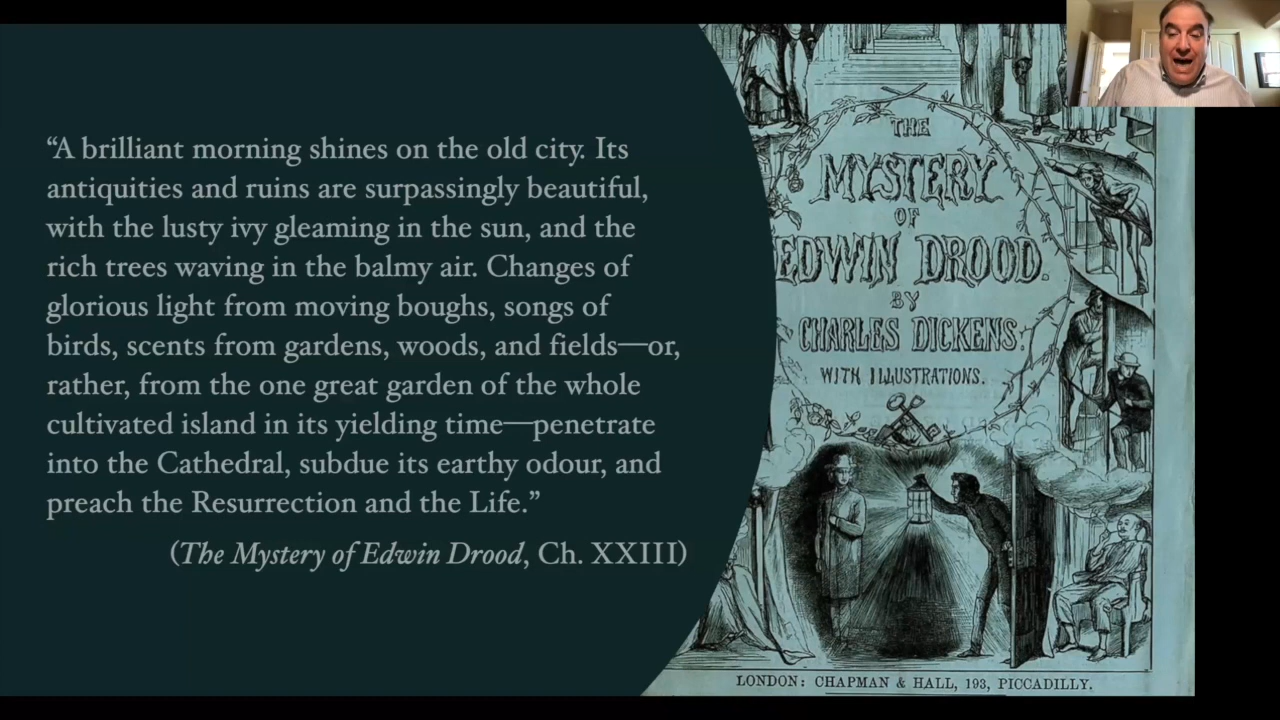 “A brilliant morning shines on the old city. Its
antiquities and ruins are surpassingly beautiful,
with the lusty ivy gleaming in the sun, and the
rich trees waving in the balmy air. Changes of
glorious light from moving boughs, songs of
birds, scents from gardens, woods, and fields—or,
rather, from the one great garden of the whole
cultivated island in its yielding time—penetrate
into the Cathedral, subdue its earthy odour, and
preach the Resurrection and the Life.”
(The Mystery of Edwin Drood, Ch. XXIII)
THE
MYSTERY
OF
EDWIN DROOD.
BY
CHARLES DICKENS.
WITH ILLUSTRATIONS.
LONDON: CHAPMAN & HALL, 193, PICCADILLY.